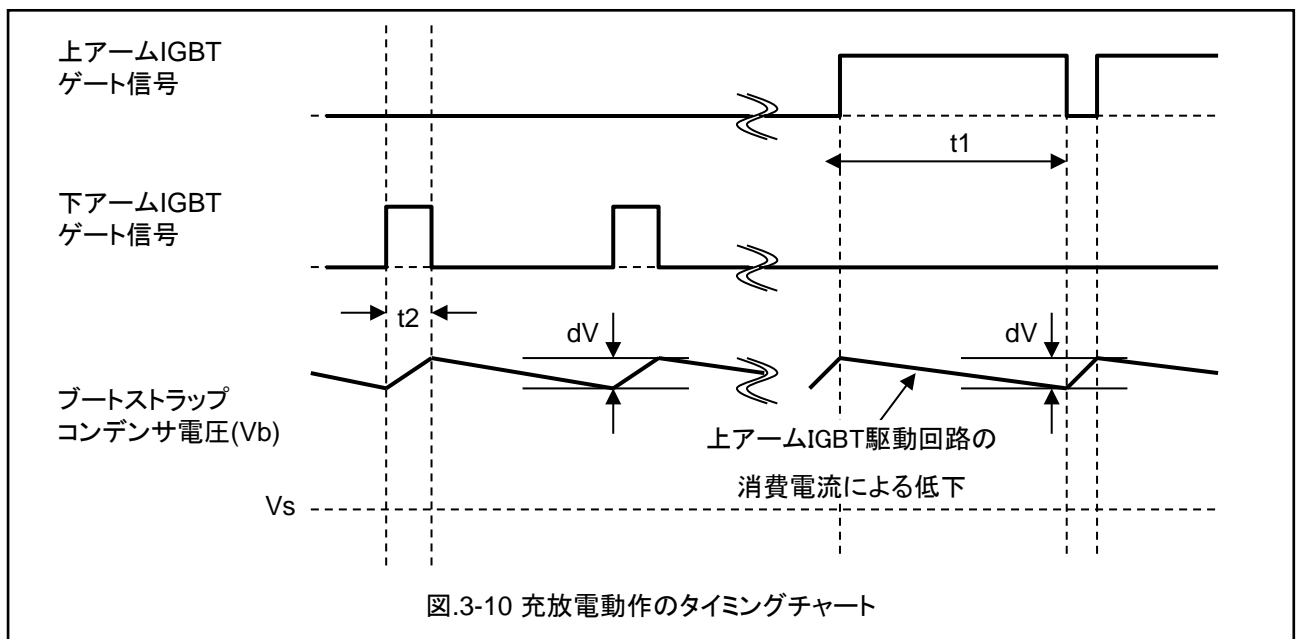 上アームIGBT
ゲート信号
t1
下アームIGBT
ゲート信号
t2
dV
dV
ブートストラップ
コンデンサ電圧(Vb)
上アームIGBT駆動回路の
消費電流による低下
Vs
図.3-10 充放電動作のタイミングチャート